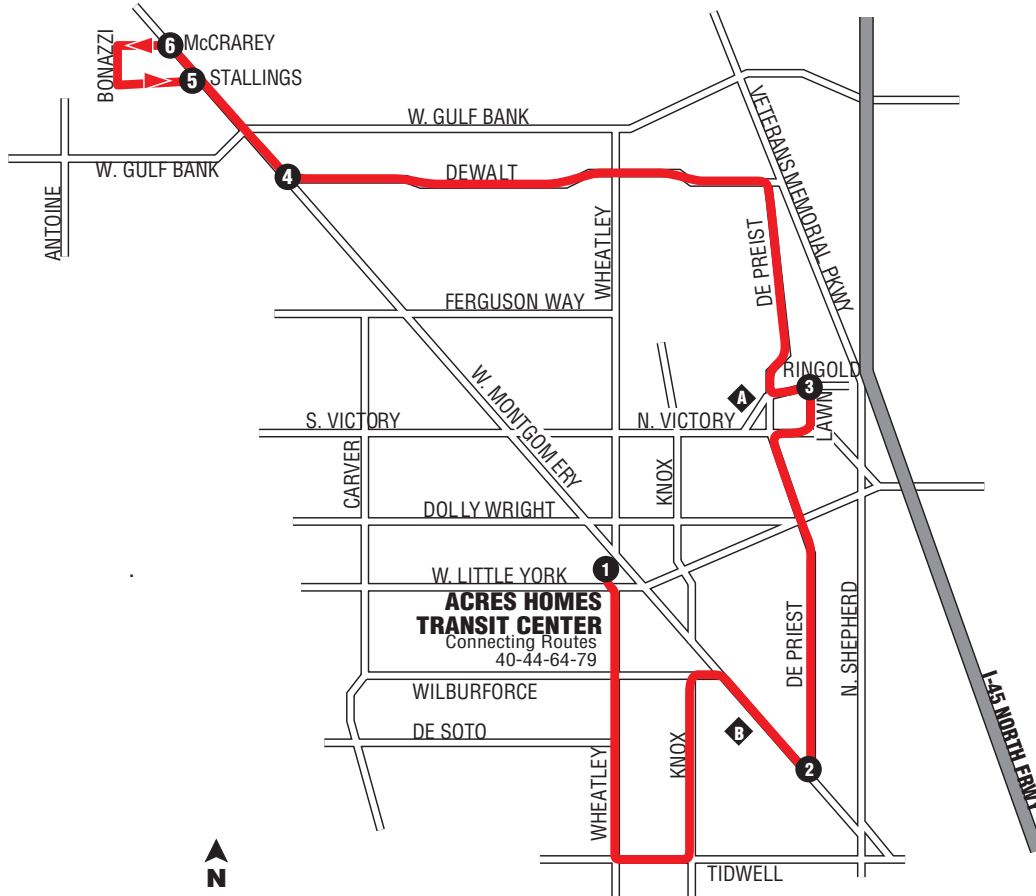 6
McCRAREY
BONAZZI
5
STALLINGS
W. GULF BANK
VETERANS MEMORIAL PKWY
W. GULF BANK
4
DEWALT
ANTOINE
WHEATLEY
DE PREIST
FERGUSON WAY
W. MONTGOMERY
RINGOLD
3
A
LAWN
S. VICTORY
N. VICTORY
CARVER
KNOX
DOLLY WRIGHT
1
W. LITTLE YORK
ACRES HOMES
TRANSIT CENTER
Connecting Routes
40-44-64-79
DE PRIEST
N. SHEPHERD
I-45 NORTH FRWY
WILBURFORCE
DE SOTO
B
KNOX
2
WHEATLEY
TIDWELL
N